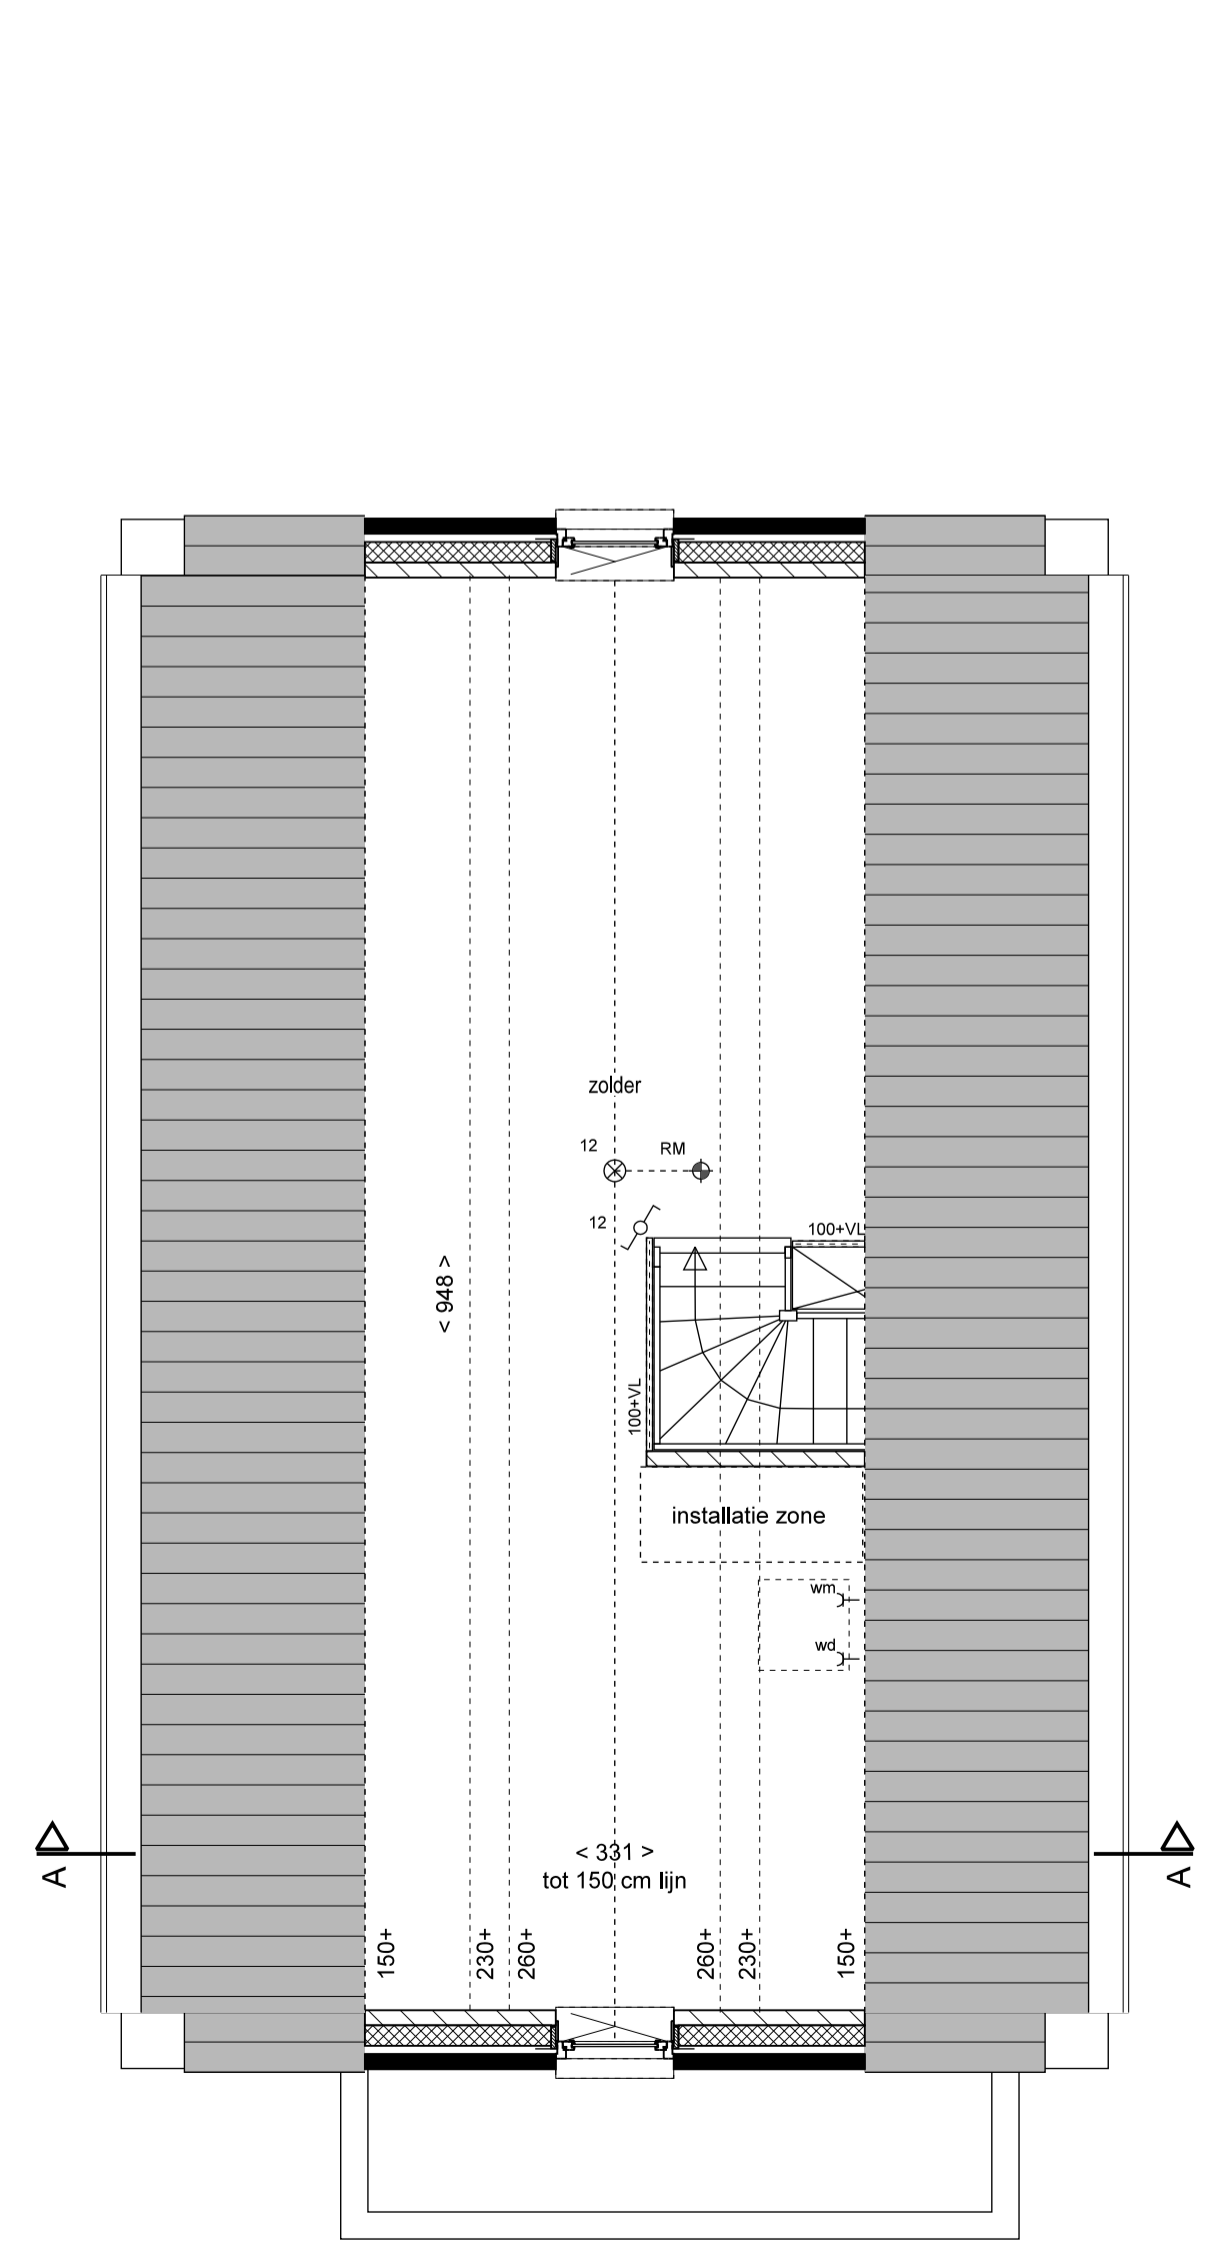 zolder
12
RM
12
100+VL
< 948 >
100+VL
installatie zone
wm
wd
< 331 >
tot 150 cm lijn
A
A
150+
230+
260+
260+
230+
150+